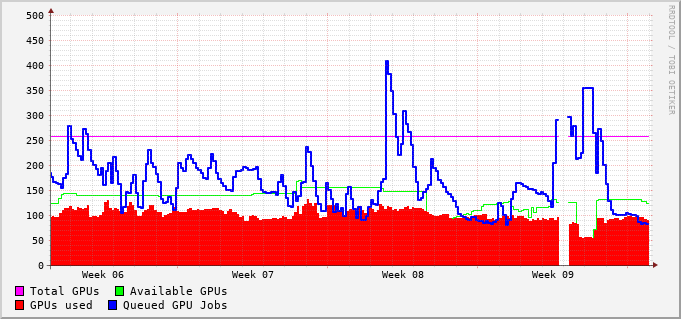 500
450
400
350
300
250
200
150
100
50
0
Week 06 Week 07 Week 08 Week 09
Total GPUs Available GPUs
GPUs used Queued GPU Jobs
RRDTOOL / TOBI OETIKER